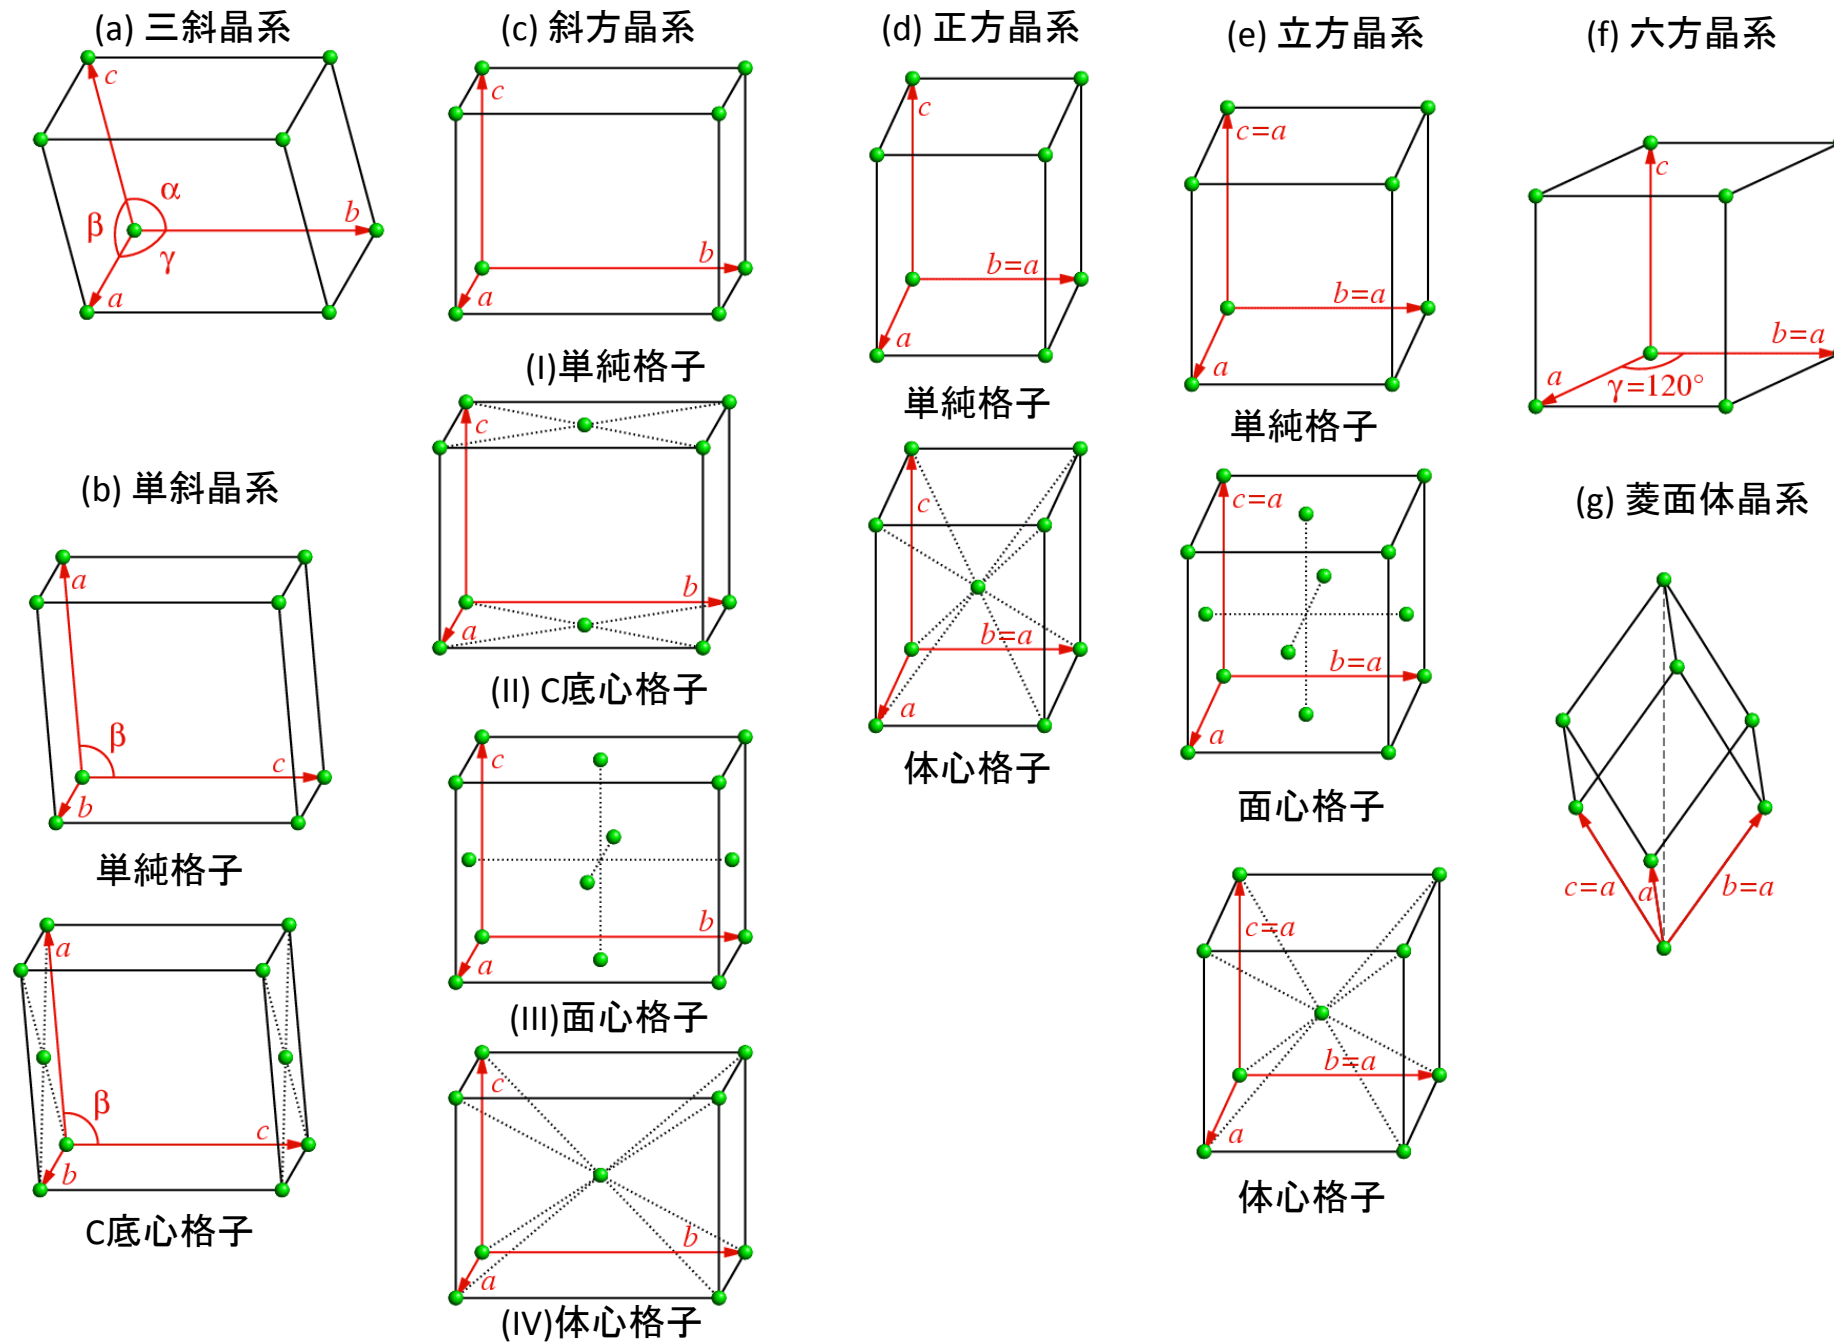 (a) 三斜晶系
c
α
β
b
γ
a
(b) 単斜晶系
a
β
c
b
単純格子
a
β
c
b
C底心格子
(c) 斜方晶系
c
b
a
(I)単純格子
c
b
a
(II) C底心格子
c
b
a
(III)面心格子
c
b
a
(IV)体心格子
(d) 正方晶系
c
b=a
a
単純格子
c
b=a
a
体心格子
(e) 立方晶系
c=a
b=a
a
単純格子
c=a
b=a
a
面心格子
c=a
b=a
a
体心格子
(f) 六方晶系
c
b=a
a
γ=120°
(g) 菱面体晶系
c=a
a
b=a